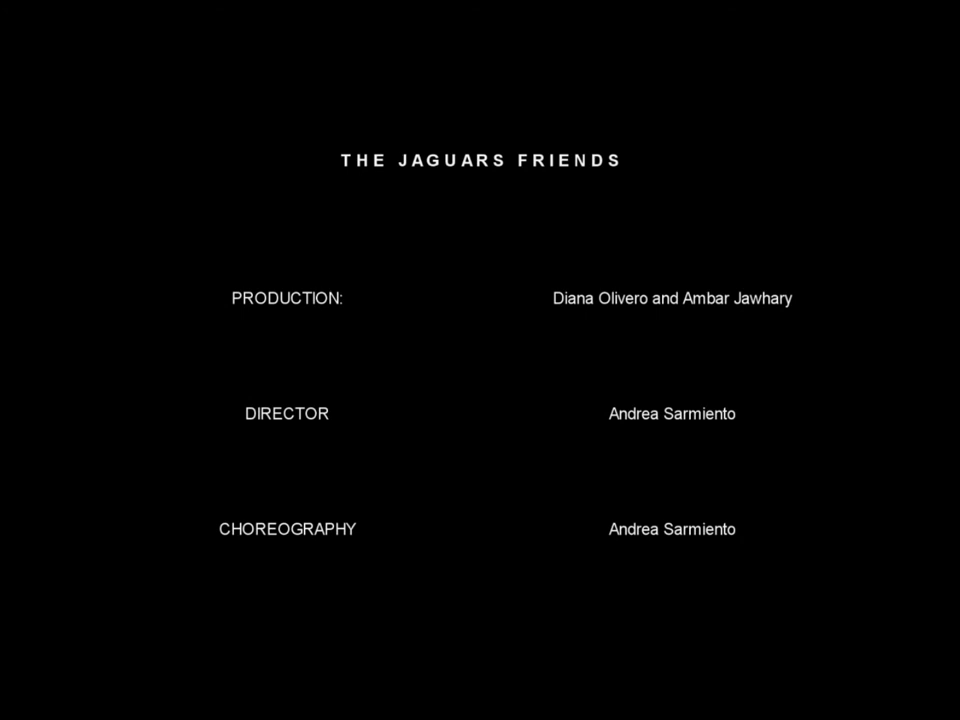 THE JAGUARS FRIENDS
PRODUCTION: Diana Olivero and Ambar Jawhary
DIRECTOR Andrea Sarmiento
CHOREOGRAPHY Andrea Sarmiento